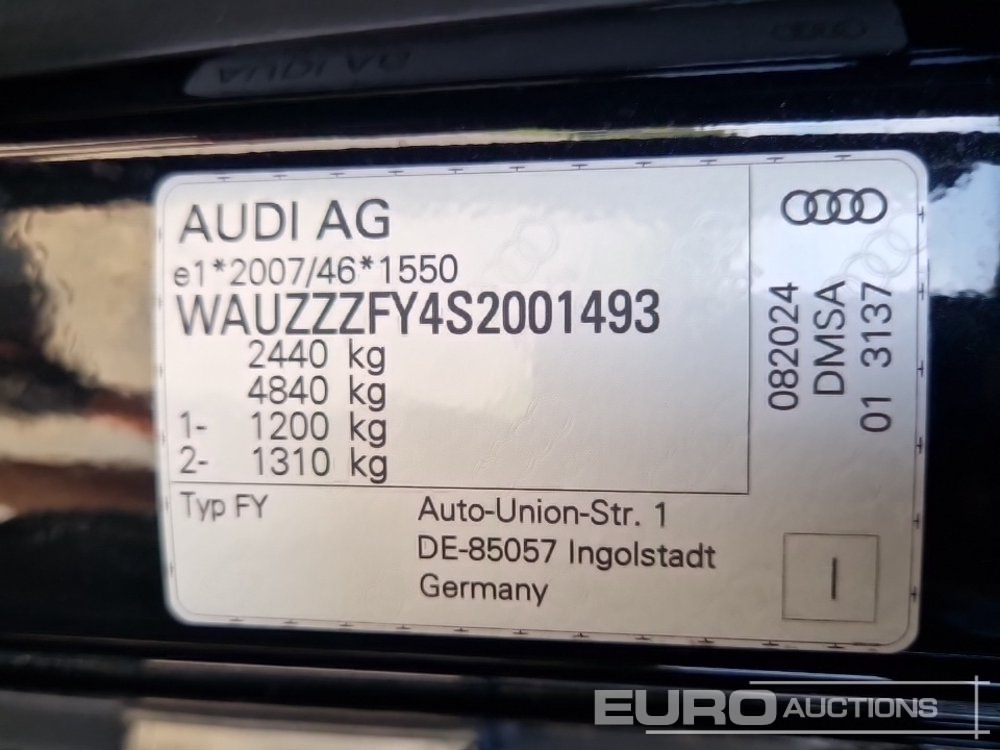 AUDI AG
e1*2007/46*1550
WAUZZZFY4S2001493
2440 kg
4840 kg
1- 1200 kg
2- 1310 kg
Typ FY
Auto-Union-Str. 1
DE-85057 Ingolstadt
Germany
082024
DMSA
01 3137
I
EURO AUCTIONS